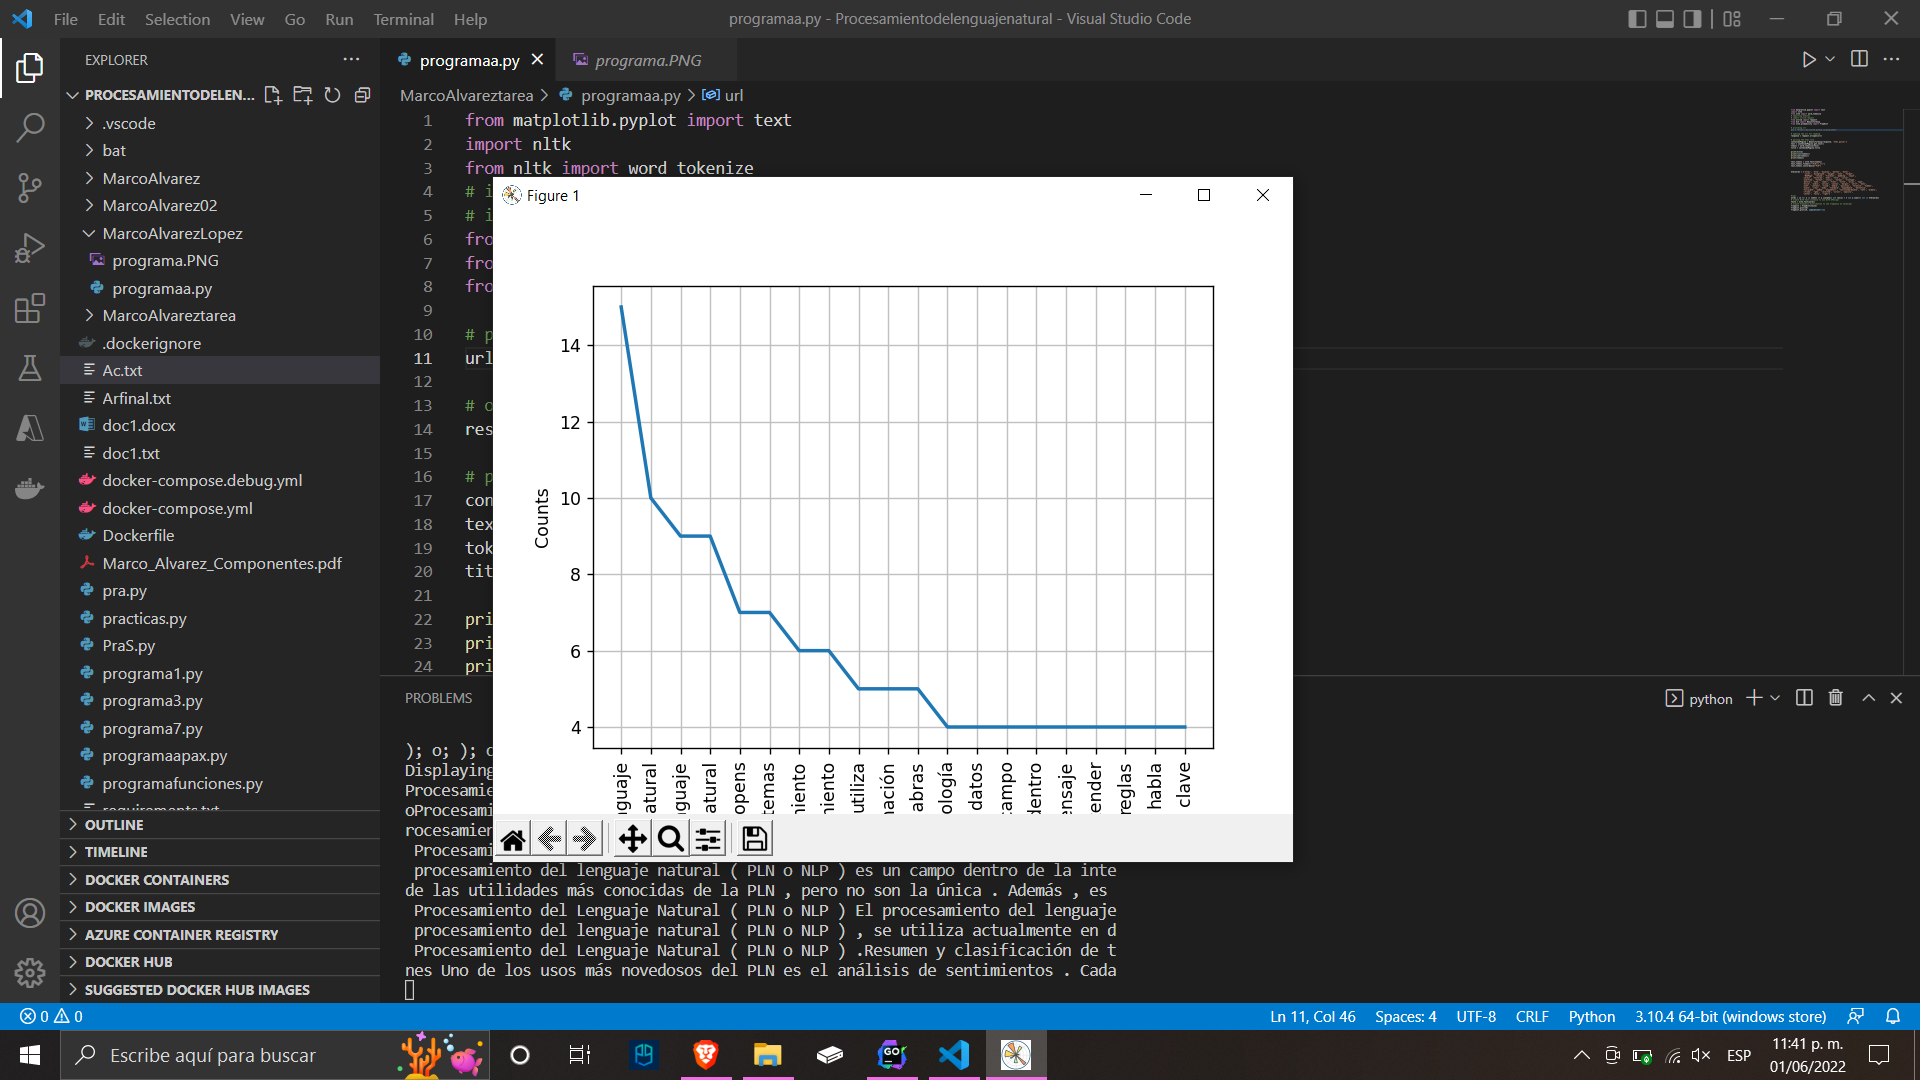 File Edit Selection View Go Run Terminal Help
programaa.py - Procesamientodelenguajenatural - Visual Studio Code
EXPLORER
PROCESAMIENTODELEN...
.vscode
bat
MarcoAlvarez
MarcoAlvarez02
MarcoAlvarezLopez
programa.PNG
programaa.py
MarcoAlvareztarea
.dockerignore
Ac.txt
Arfinal.txt
doc1.docx
doc1.txt
docker-compose.debug.yml
docker-compose.yml
Dockerfile
Marco_Alvarez_Componentes.pdf
pra.py
practicas.py
PraS.py
programa1.py
programa3.py
programa7.py
programaapax.py
programafunciones.py
requirements.txt
OUTLINE
TIMELINE
DOCKER CONTAINERS
DOCKER IMAGES
AZURE CONTAINER REGISTRY
DOCKER HUB
SUGGESTED DOCKER HUB IMAGES
programaa.py
programa.PNG
MarcoAlvareztarea > programaa.py > url
1 from matplotlib.pyplot import text
2 import nltk
3 from nltk import word_tokenize
4 # i
5 # i
6 fro
7 fro
8 fro
9
10 # p
11 url
12
13 # o
14 res
15
16 # p
17 con
18 tex
19 tok
20 tit
21
22 pri
23 pri
24 pri
Figure 1
Counts
14
12
10
8
6
4
nguaje
atural
nguaje
atural
opens
temas
miento
miento
utiliza
nación
abras
ología
datos
campo
dentro
ensaje
ender
reglas
habla
clave
PROBLEMS
python
); o; ); c
Displaying
Procesamie
oProcesami
rocesamien
Procesami
procesamiento del lenguaje natural ( PLN o NLP ) es un campo dentro de la inte
de las utilidades más conocidas de la PLN , pero no son la única . Además , es
Procesamiento del Lenguaje Natural ( PLN o NLP ) El procesamiento del lenguaje
procesamiento del lenguaje natural ( PLN o NLP ) , se utiliza actualmente en d
Procesamiento del Lenguaje Natural ( PLN o NLP ) .Resumen y clasificación de t
nes Uno de los usos más novedosos del PLN es el análisis de sentimientos . Cada
0 0
Ln 11, Col 46 Spaces: 4 UTF-8 CRLF Python 3.10.4 64-bit (windows store)
Escribe aquí para buscar
GO
ESP
11:41 p. m.
01/06/2022